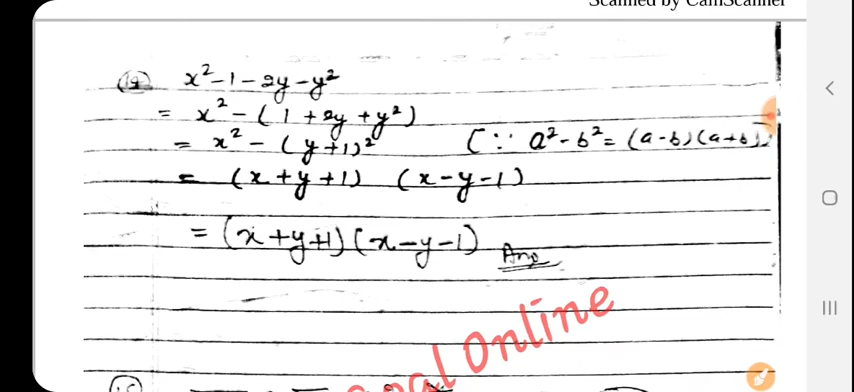 Scanned by CamScanner
(19) x² - 1 - 2y - y²
= x² - (1 + 2y + y²)
= x² - (y+1)² [∵ a² - b² = (a-b)(a+b)]
= (x + y + 1) (x - y - 1)
= (x + y + 1) (x - y - 1) Ans
Online